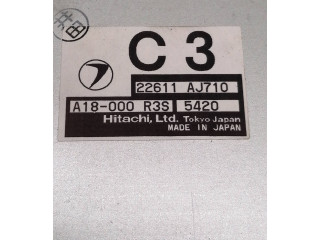 C 3
22611 AJ710
A18-000 R3S 5420
Hitachi, Ltd. Tokyo Japan
MADE IN JAPAN